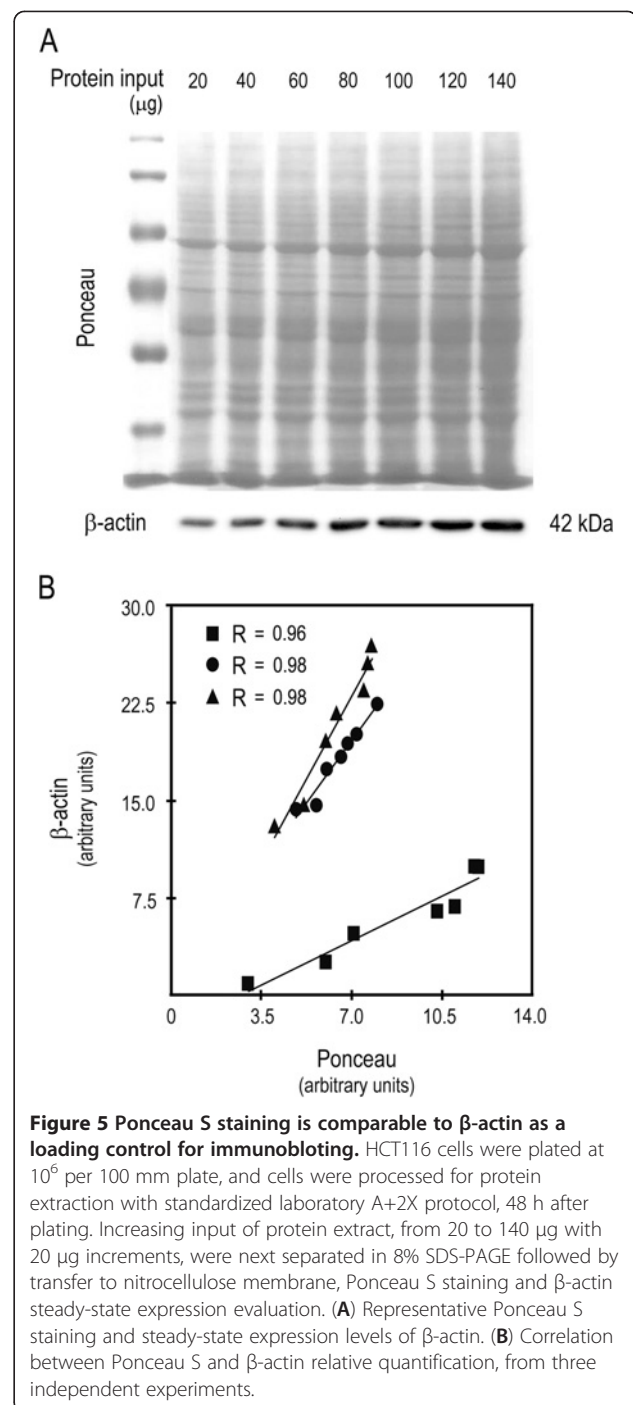 A
Protein input 20 40 60 80 100 120 140
(μg)
Ponceau
β-actin 42 kDa
B
30.0
22.5
15.0
7.5
■ R = 0.96
● R = 0.98
▲ R = 0.98
β-actin
(arbitrary units)
0 3.5 7.0 10.5 14.0
Ponceau
(arbitrary units)
Figure 5 Ponceau S staining is comparable to β-actin as a
loading control for immunobloting. HCT116 cells were plated at
10⁶ per 100 mm plate, and cells were processed for protein
extraction with standardized laboratory A+2X protocol, 48 h after
plating. Increasing input of protein extract, from 20 to 140 μg with
20 μg increments, were next separated in 8% SDS-PAGE followed by
transfer to nitrocellulose membrane, Ponceau S staining and β-actin
steady-state expression evaluation. (A) Representative Ponceau S
staining and steady-state expression levels of β-actin. (B) Correlation
between Ponceau S and β-actin relative quantification, from three
independent experiments.